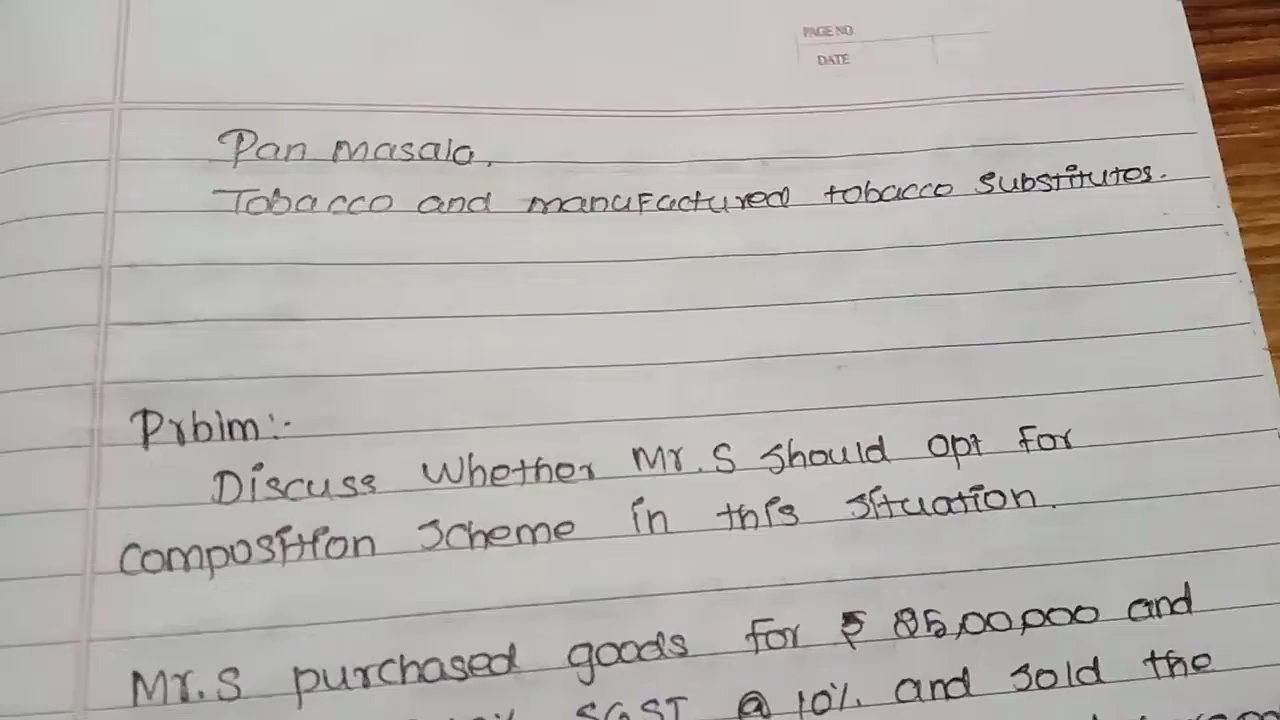 PAGE NO.
DATE
Pan masala.
Tobacco and manufactured tobacco substitutes.
Prblm:-
Discuss whether Mr. S should opt for
composition scheme in this situation.
Mr. S purchased goods for ₹ 85,00,000 and
SGST @ 10% and sold the